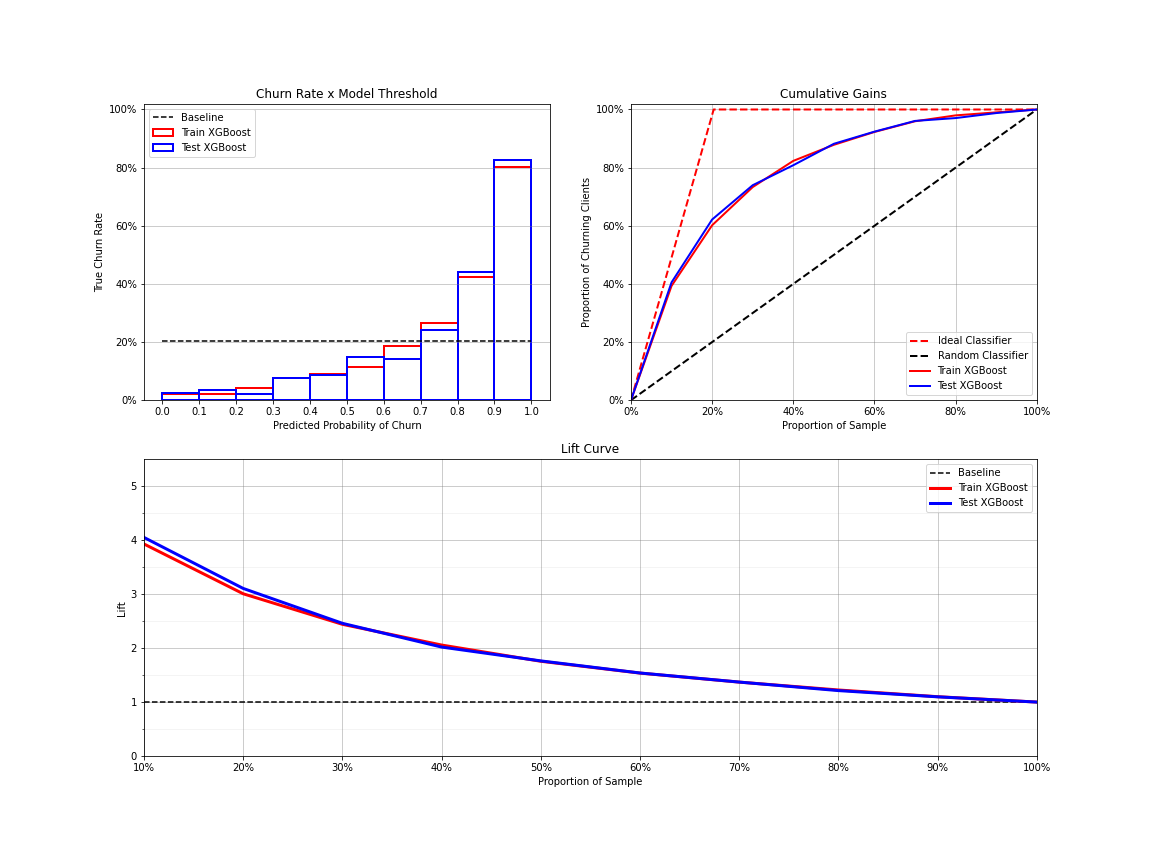 Churn Rate x Model Threshold
100%
80%
60%
40%
20%
0%
True Churn Rate
Baseline
Train XGBoost
Test XGBoost
0.0 0.1 0.2 0.3 0.4 0.5 0.6 0.7 0.8 0.9 1.0
Predicted Probability of Churn
Cumulative Gains
100%
80%
60%
40%
20%
0%
Proportion of Churning Clients
Ideal Classifier
Random Classifier
Train XGBoost
Test XGBoost
0% 20% 40% 60% 80% 100%
Proportion of Sample
Lift Curve
5
4
3
2
1
0
Lift
Baseline
Train XGBoost
Test XGBoost
10% 20% 30% 40% 50% 60% 70% 80% 90% 100%
Proportion of Sample